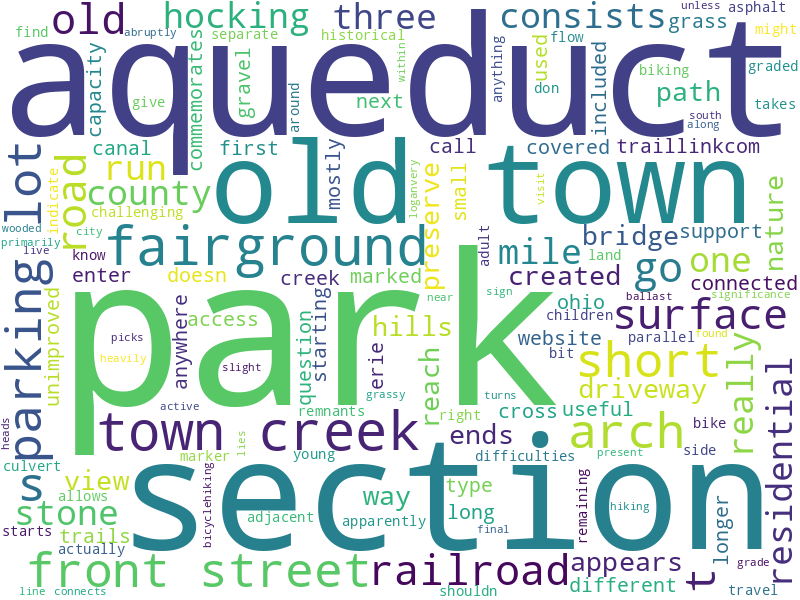 unless asphalt
old hocking three consists grass might
find abruptly separate historical
aqueduct
capacity commemorates gravel around anything used flow don included biking graded
give next within path takes
south along
canal first mostly call covered traillinkcom
lot indicate road run old town
county preserve small loganvery visit nature
challenging
wooded primarily city fairground adult mile bridge support
live know creek land
enter doesn creek marked created go one connected
parking unimproved anywhere access question starting near sign ohio ballast significance
park
picks hills children surface
heavily erie website parallel found
slight reach bit short really residential
grassy turns driveway
active remnants right cross useful
town creek ends arch bike
heads marker lies young difficulties present side
culvert s view section
allows stone way type hiking
trails bicyclehiking adjacent long remaining longer
starts actually apparently final
front street railroad appears t grade
different
line connects shouldn travel